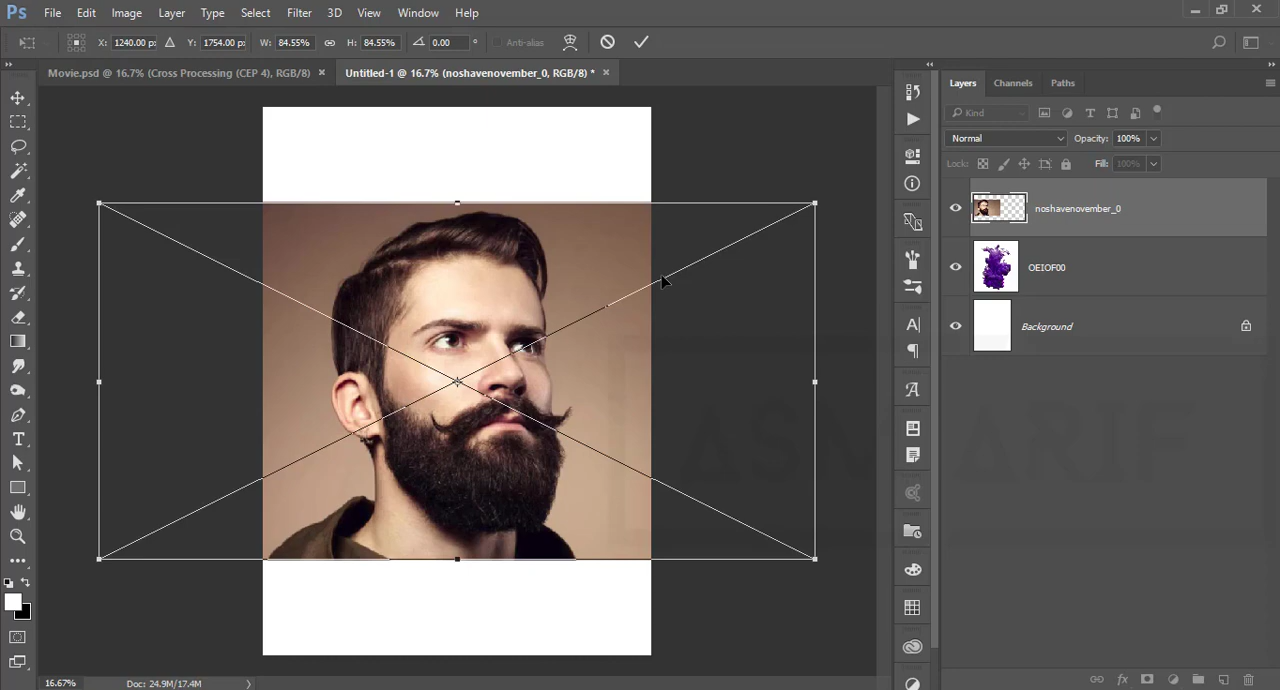 Ps File Edit Image Layer Type Select Filter 3D View Window Help
X: 1240.00 px Y: 1754.00 px W: 84.55% H: 84.55% 0.00 ° Anti-alias
Movie.psd @ 16.7% (Cross Processing (CEP 4), RGB/8) × Untitled-1 @ 16.7% (noshavenovember_0, RGB/8) * ×
Layers Channels Paths
Kind
Normal Opacity: 100%
Lock: Fill: 100%
noshavenovember_0
OEIOF00
Background
ASM ARIF
16.67% Doc: 24.9M/17.4M